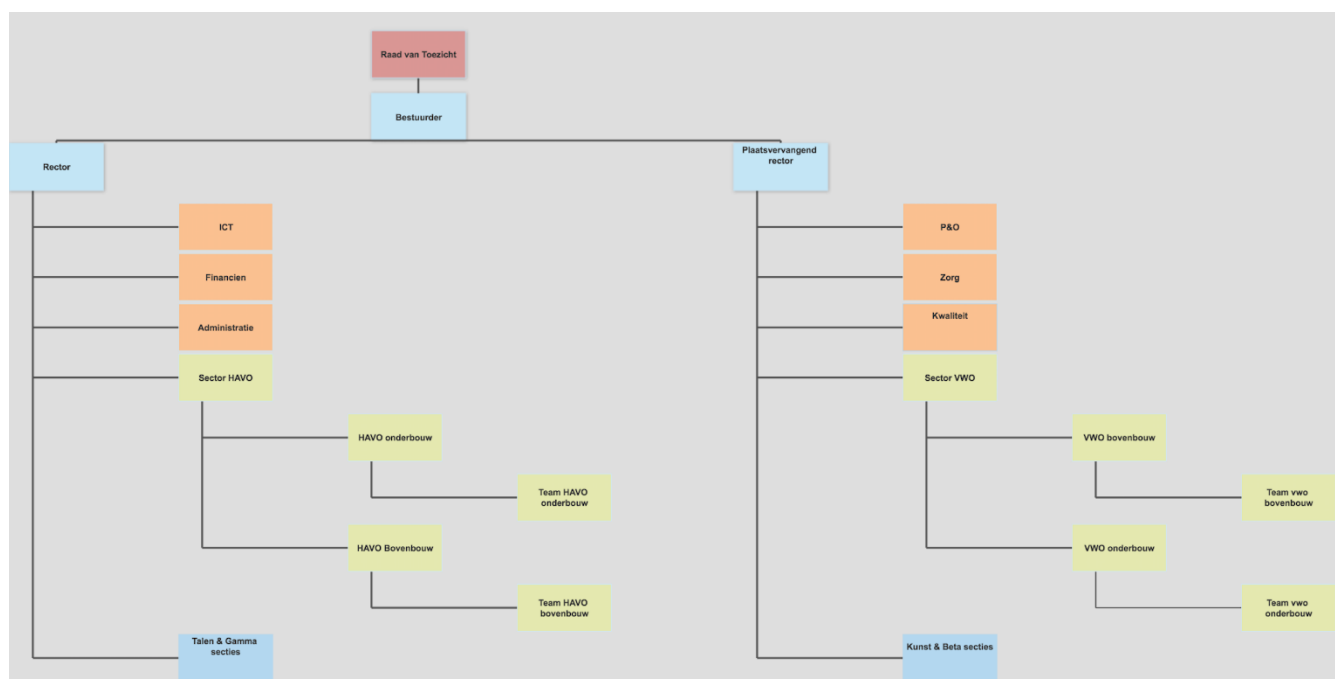 Raad van Toezicht
Bestuurder
Rector
Plaatsvervangend
rector
ICT
P&O
Financien
Zorg
Administratie
Kwaliteit
Sector HAVO
Sector VWO
HAVO onderbouw
VWO bovenbouw
Team HAVO
onderbouw
Team vwo
bovenbouw
HAVO Bovenbouw
VWO onderbouw
Team HAVO
bovenbouw
Team vwo
onderbouw
Talen & Gamma
secties
Kunst & Beta secties